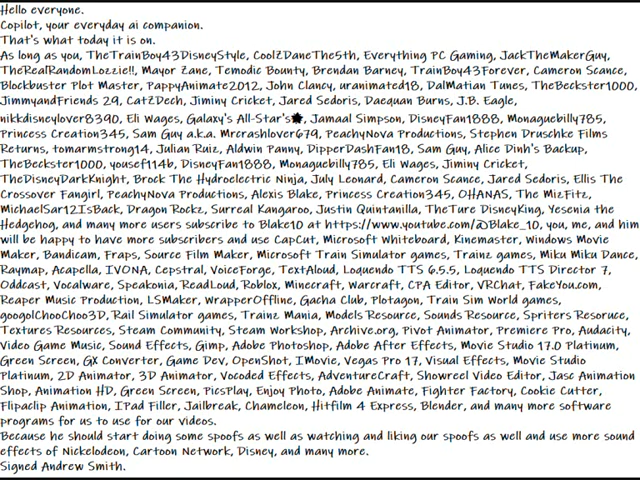 Hello everyone.
Copilot, your everyday ai companion.
That's what today it is on.
As long as you, TheTrainBoy43DisneyStyle, CoolZDaneThe5th, Everything PC Gaming, JackTheMakerGuy,
TheRealRandomLozzie!!, Mayor Zane, Temodic Bounty, Brendan Barney, TrainBoy43Forever, Cameron Scance,
Blockbuster Plot Master, PappyAnimate2012, John Clancy, uranimated18, DalMatian Tunes, TheBeckster1000,
JimmyandFriends 29, CatZDech, Jiminy Cricket, Jared Sedoris, Daequan Burns, J.B. Eagle,
nikkdisneylover8390, Eli Wages, Galaxy's All-Star's, Jamaal Simpson, DisneyFan1888, Monaguebilly785,
Princess Creation345, Sam Guy a.k.a. Mrcrashlover679, PeachyNova Productions, Stephen Druschke Films
Returns, tomarmstrong14, Julian Ruiz, Aldwin Panny, DipperDashFan18, Sam Guy, Alice Dinh's Backup,
TheBeckster1000, yousef114b, DisneyFan1888, Monaguebilly785, Eli Wages, Jiminy Cricket,
TheDisneyDarkKnight, Brock The Hydroelectric Ninja, July Leonard, Cameron Scance, Jared Sedoris, Ellis The
Crossover Fangirl, PeachyNova Productions, Alexis Blake, Princess Creation345, OHANAS, The MizFitz,
MichaelSar12IsBack, Dragon Rockz, Surreal Kangaroo, Justin Quintanilla, TheTure DisneyKing, Yesenia the
Hedgehog, and many more users subscribe to Blake10 at https://www.youtube.com/@Blake_10, you, me, and him
will be happy to have more subscribers and use CapCut, Microsoft Whiteboard, Kinemaster, Windows Movie
Maker, Bandicam, Fraps, Source Film Maker, Microsoft Train Simulator games, Trainz games, Miku Miku Dance,
Raymap, Acapella, IVONA, Cepstral, VoiceForge, TextAloud, Loquendo TTS 6.5.5, Loquendo TTS Director 7,
Oddcast, Vocalware, Speakonia, ReadLoud, Roblox, Minecraft, Warcraft, CPA Editor, VRChat, FakeYou.com,
Reaper Music Production, LSMaker, WrapperOffline, Gacha Club, Plotagon, Train Sim World games,
googolChooChoo3D, Rail Simulator games, Trainz Mania, Models Resource, Sounds Resource, Spriters Resoruce,
Textures Resources, Steam Community, Steam Workshop, Archive.org, Pivot Animator, Premiere Pro, Audacity,
Video Game Music, Sound Effects, Gimp, Adobe Photoshop, Adobe After Effects, Movie Studio 17.0 Platinum,
Green Screen, GX Converter, Game Dev, OpenShot, IMovie, Vegas Pro 17, Visual Effects, Movie Studio
Platinum, 2D Animator, 3D Animator, Vocoded Effects, AdventureCraft, Showreel Video Editor, Jasc Animation
Shop, Animation HD, Green Screen, PicsPlay, Enjoy Photo, Adobe Animate, Fighter Factory, Cookie Cutter,
Flipaclip Animation, IPad Filler, Jailbreak, Chameleon, Hitfilm 4 Express, Blender, and many more software
programs for us to use for our videos.
Because he should start doing some spoofs as well as watching and liking our spoofs as well and use more sound
effects of Nickelodeon, Cartoon Network, Disney, and many more.
Signed Andrew Smith.